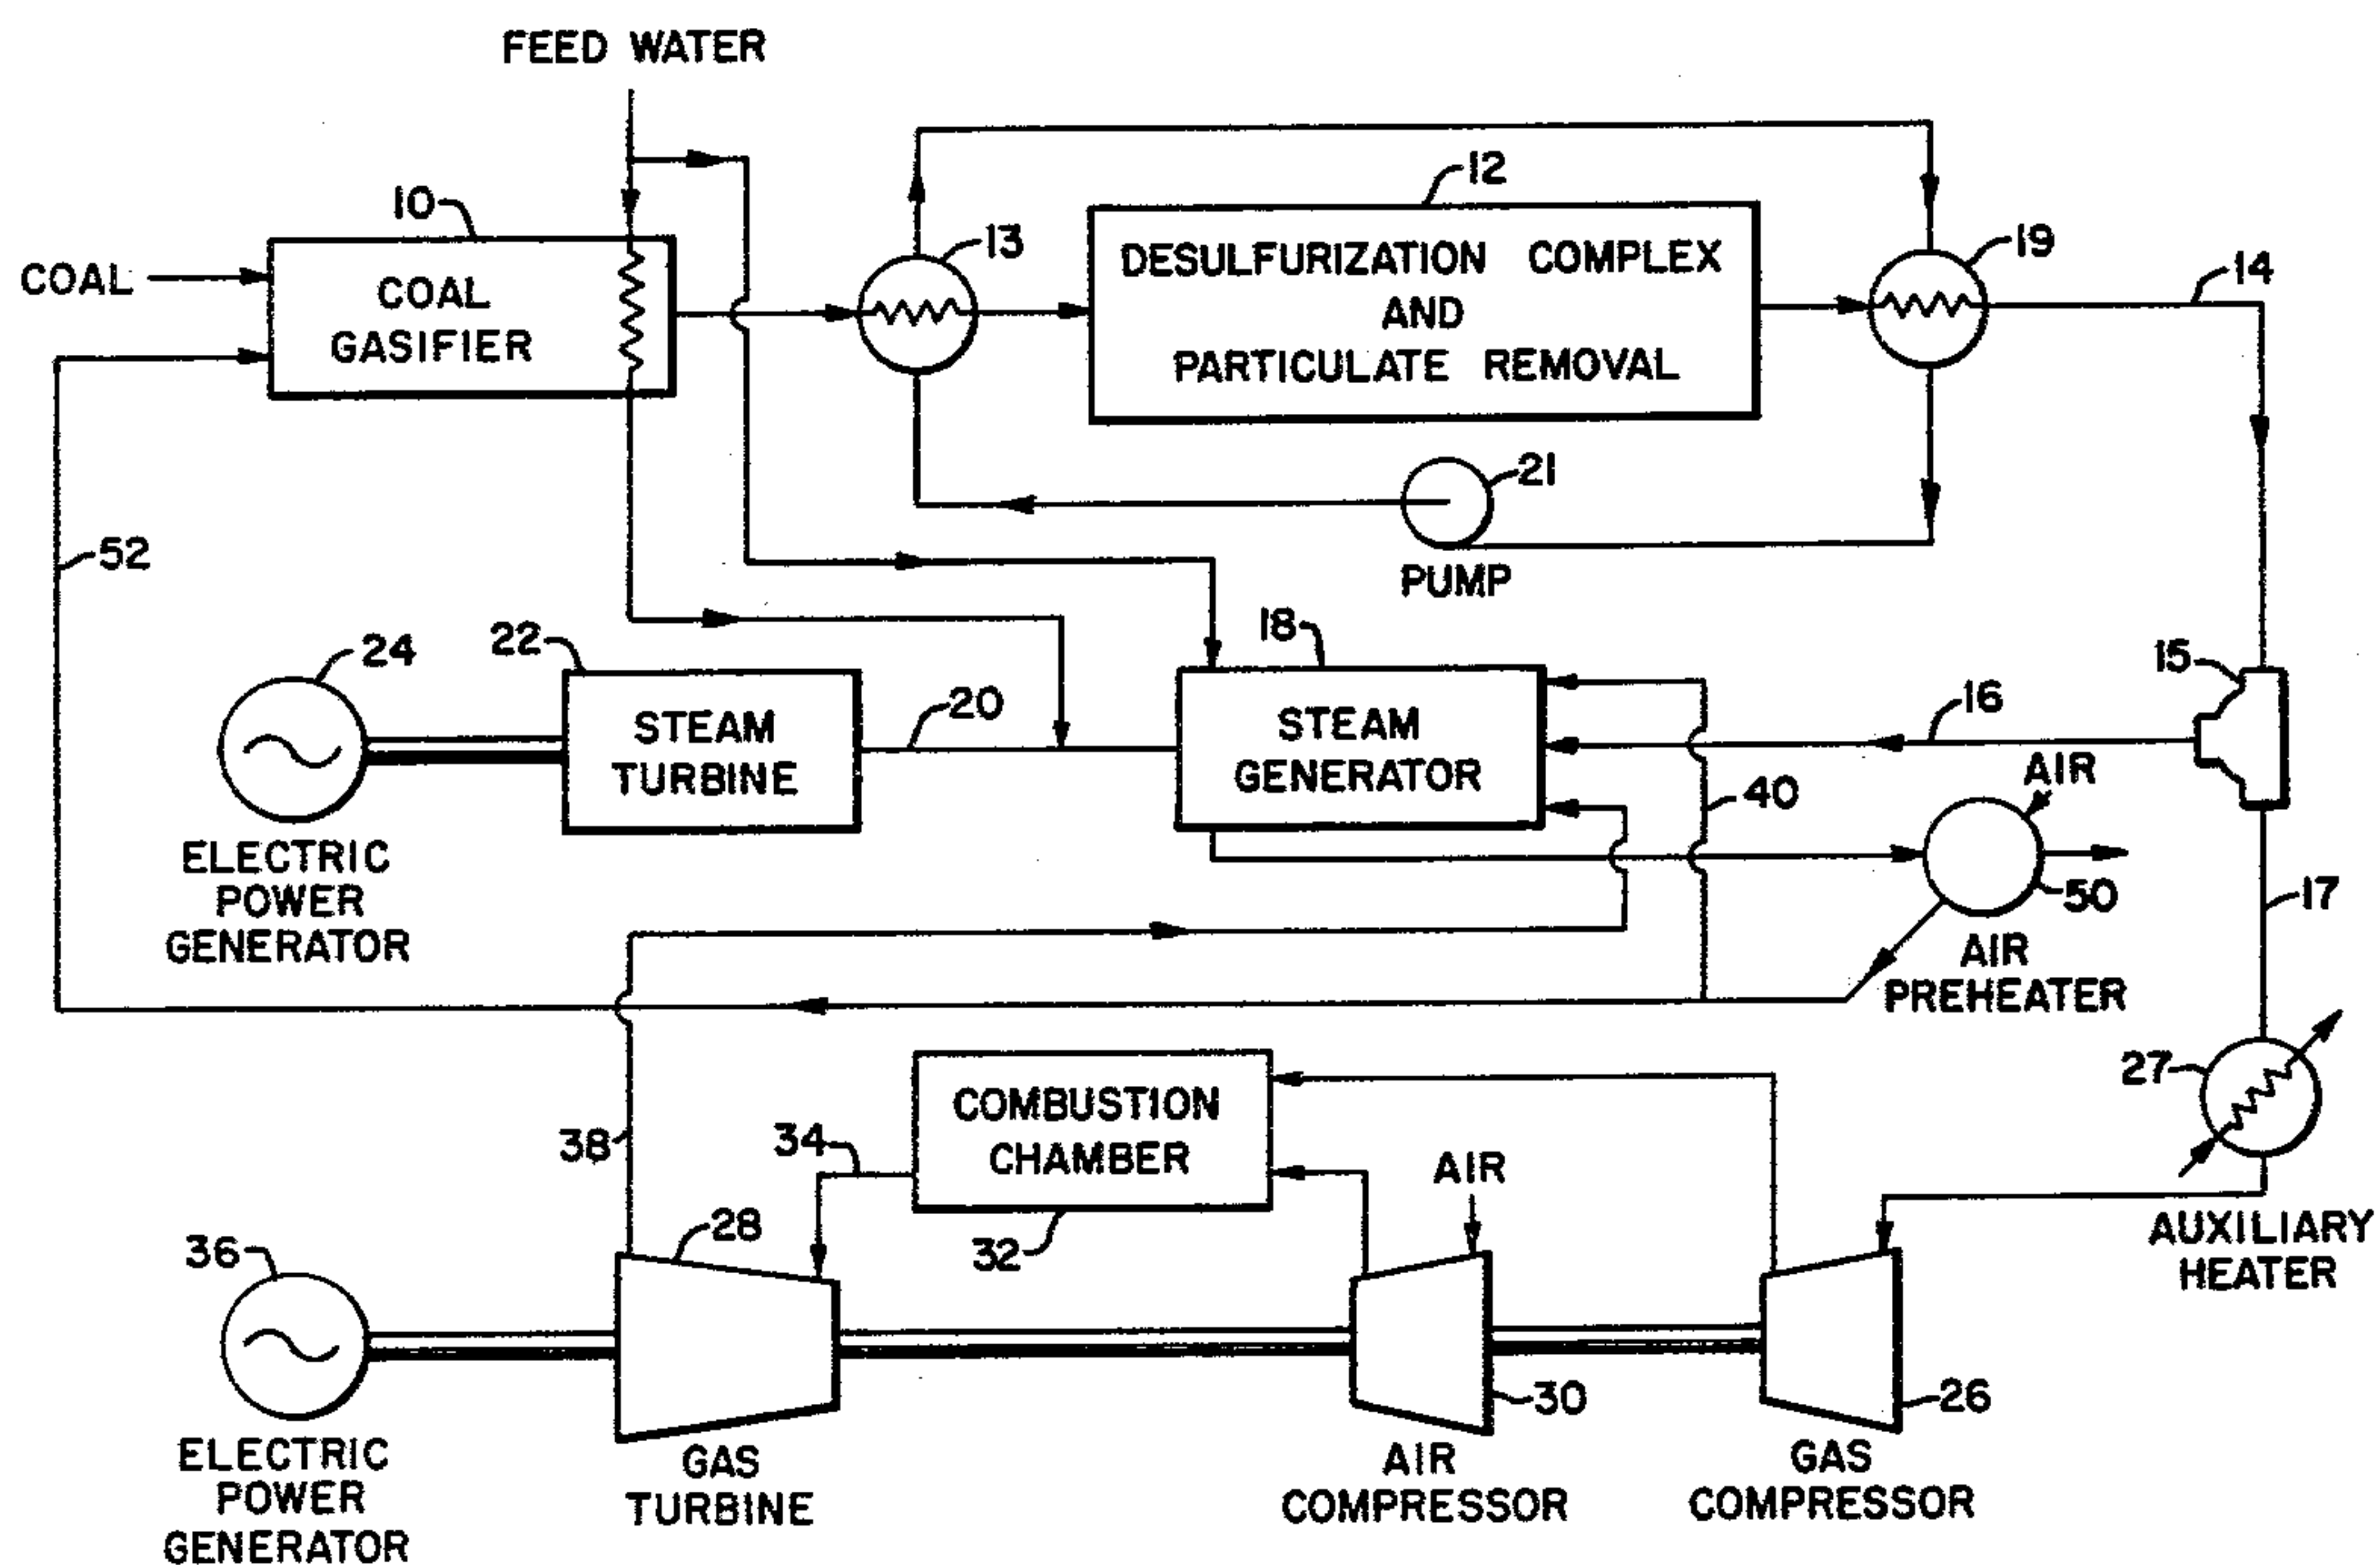 FEED WATER
12
10
13
19
14
COAL
COAL
GASIFIER
DESULFURIZATION COMPLEX
AND
PARTICULATE REMOVAL
21
52
PUMP
24
22
18
15
20
16
STEAM
TURBINE
STEAM
GENERATOR
AIR
40
ELECTRIC
POWER
GENERATOR
50
17
AIR
PREHEATER
27
COMBUSTION
CHAMBER
38
34
AIR
32
28
36
AUXILIARY
HEATER
30
26
ELECTRIC
POWER
GENERATOR
GAS
TURBINE
AIR
COMPRESSOR
GAS
COMPRESSOR